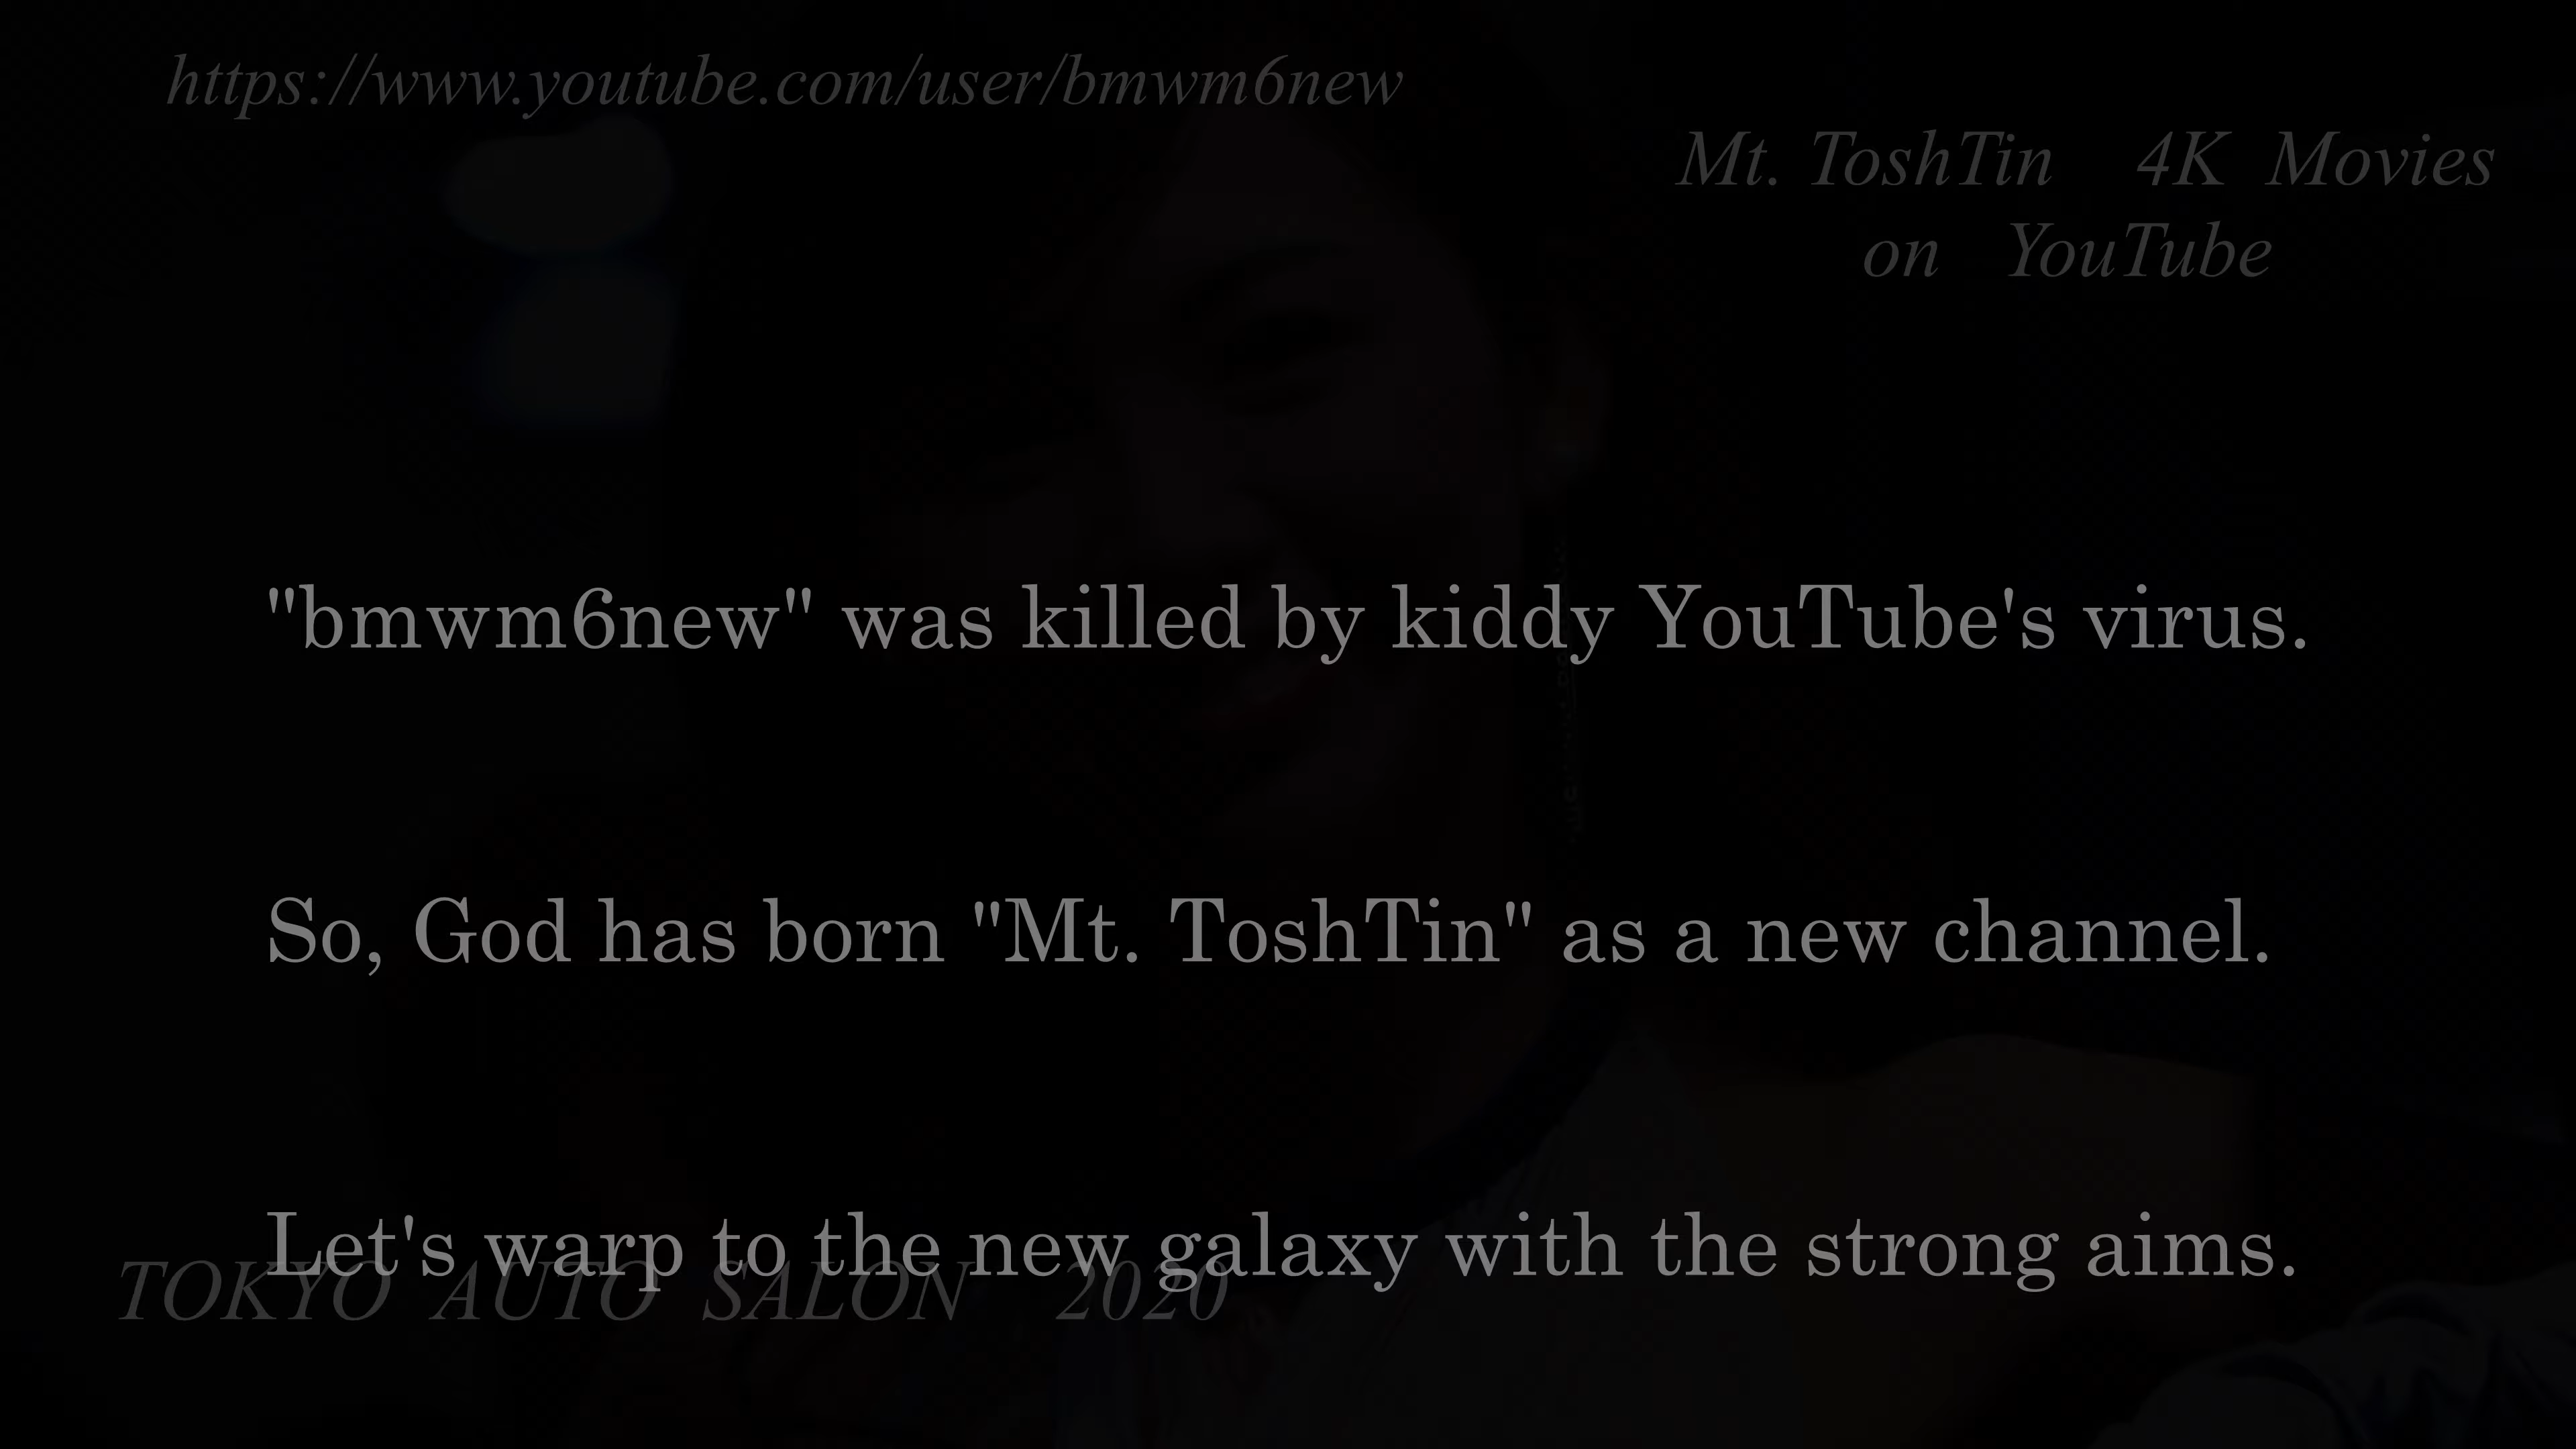 https://www.youtube.com/user/bmwm6new
Mt. ToshTin 4K Movies
on YouTube
"bmwm6new" was killed by kiddy YouTube's virus.
So, God has born "Mt. ToshTin" as a new channel.
Let's warp to the new galaxy with the strong aims.
TOKYO AUTO SALON 2020